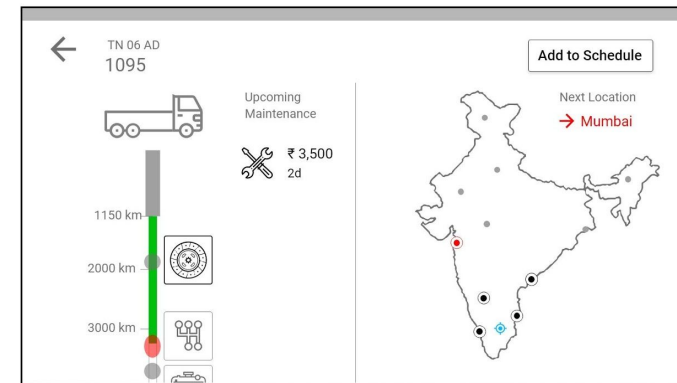 TN 06 AD
1095
Add to Schedule
Upcoming
Maintenance
₹ 3,500
2d
Next Location
→ Mumbai
1150 km
2000 km
3000 km